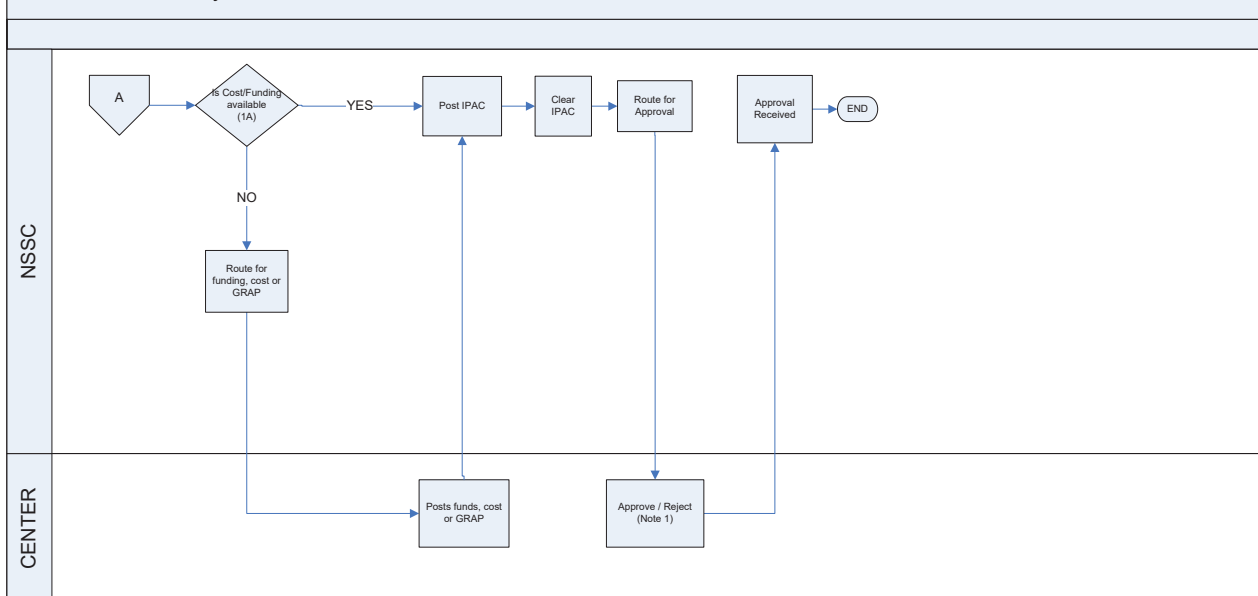 A
Is Cost/Funding
available
(1A)
YES
Post IPAC
Clear
IPAC
Route for
Approval
Approval
Received
END
NO
NSSC
Route for
funding, cost or
GRAP
CENTER
Posts funds, cost
or GRAP
Approve / Reject
(Note 1)